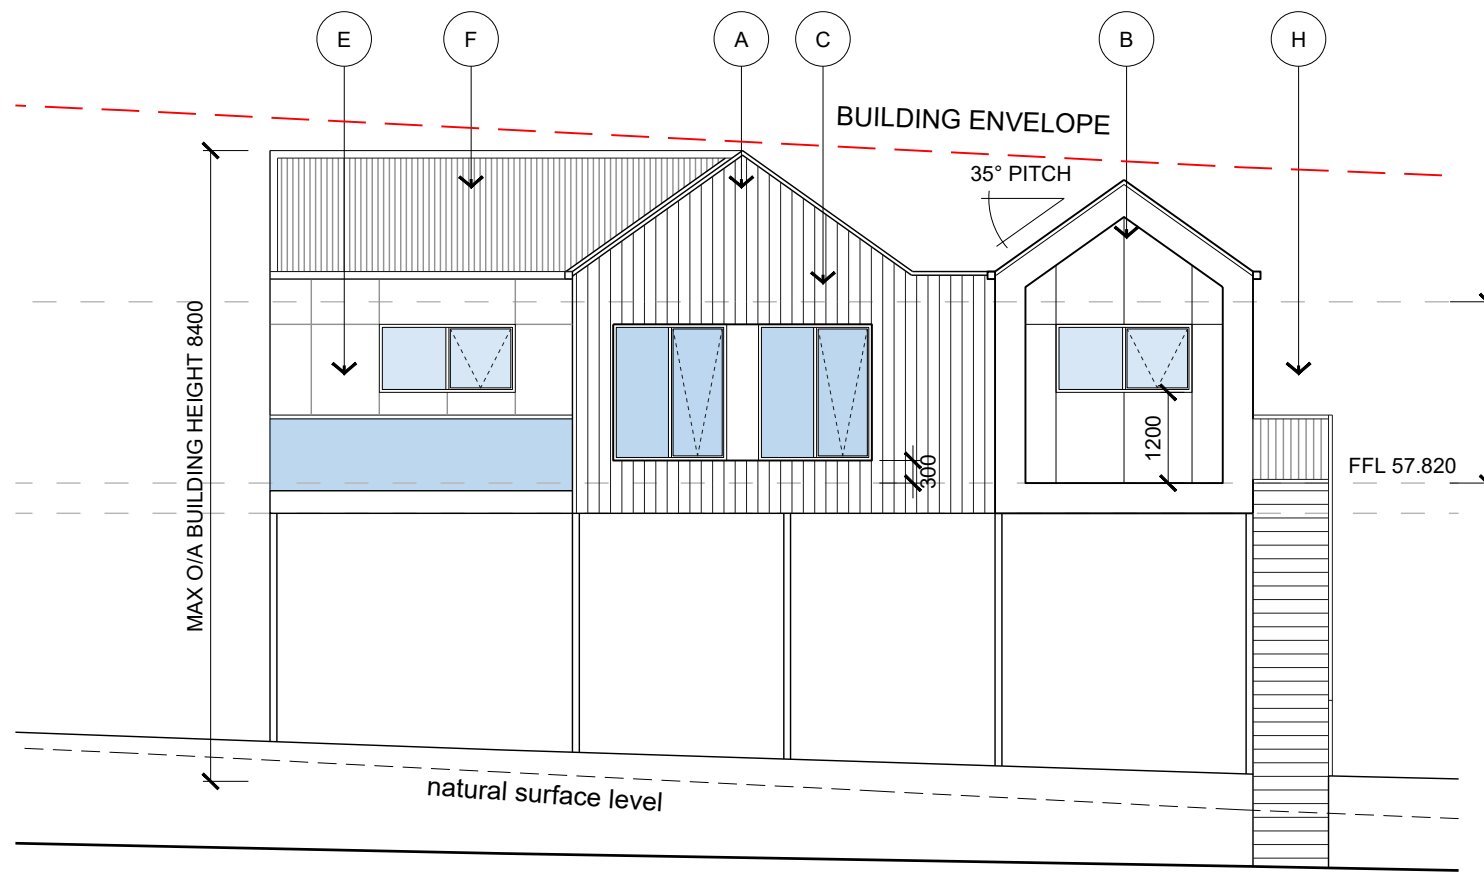 E
F
A
C
B
H
BUILDING ENVELOPE
35° PITCH
MAX O/A BUILDING HEIGHT 8400
1200
300
FFL 57.820
natural surface level